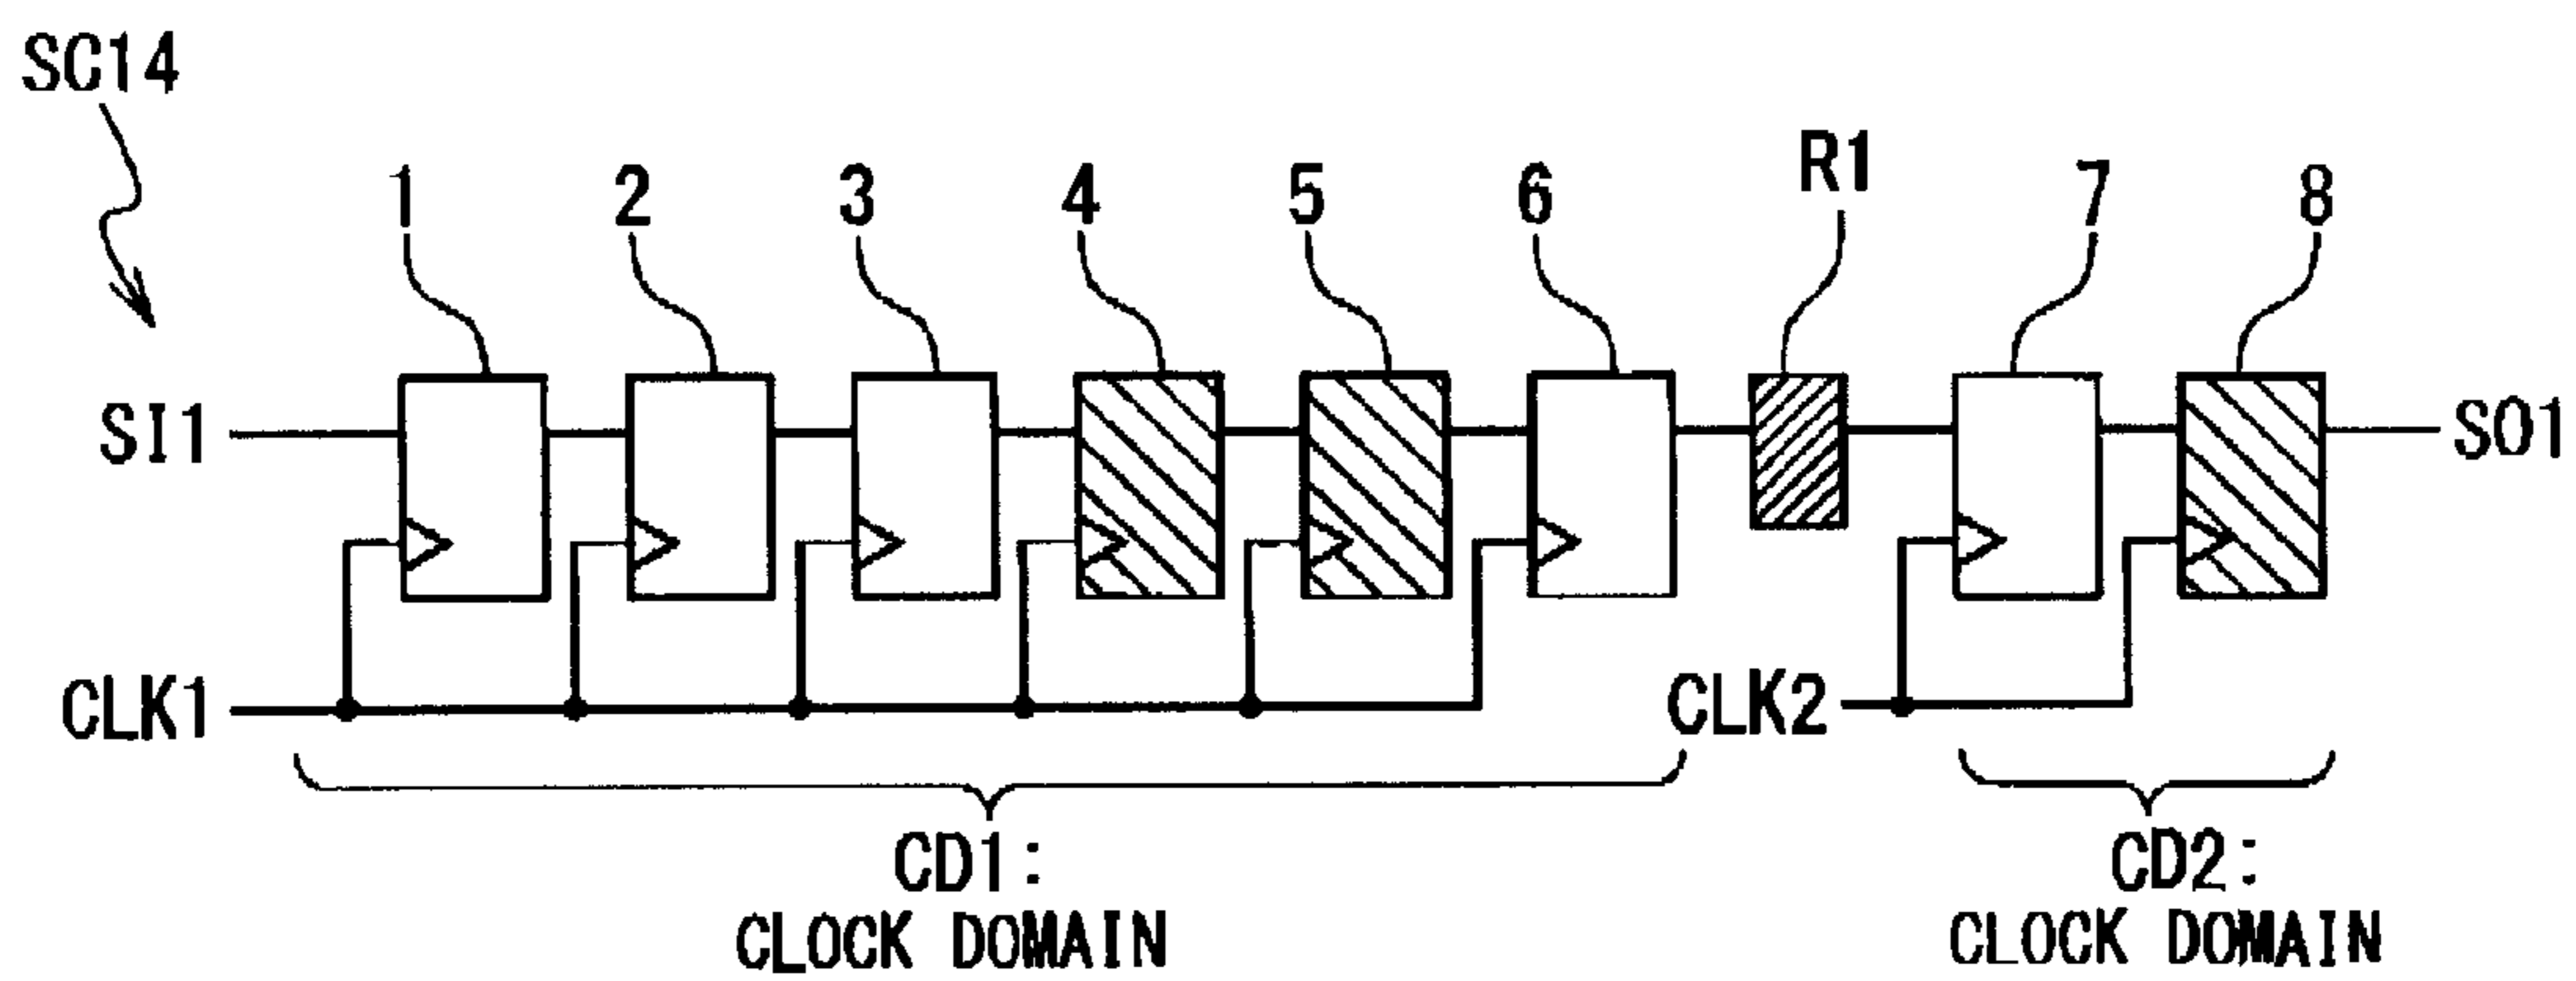 SC14
1 2 3 4 5 6 R1 7 8
SI1 SO1
CLK1 CLK2
CD1: CD2:
CLOCK DOMAIN CLOCK DOMAIN